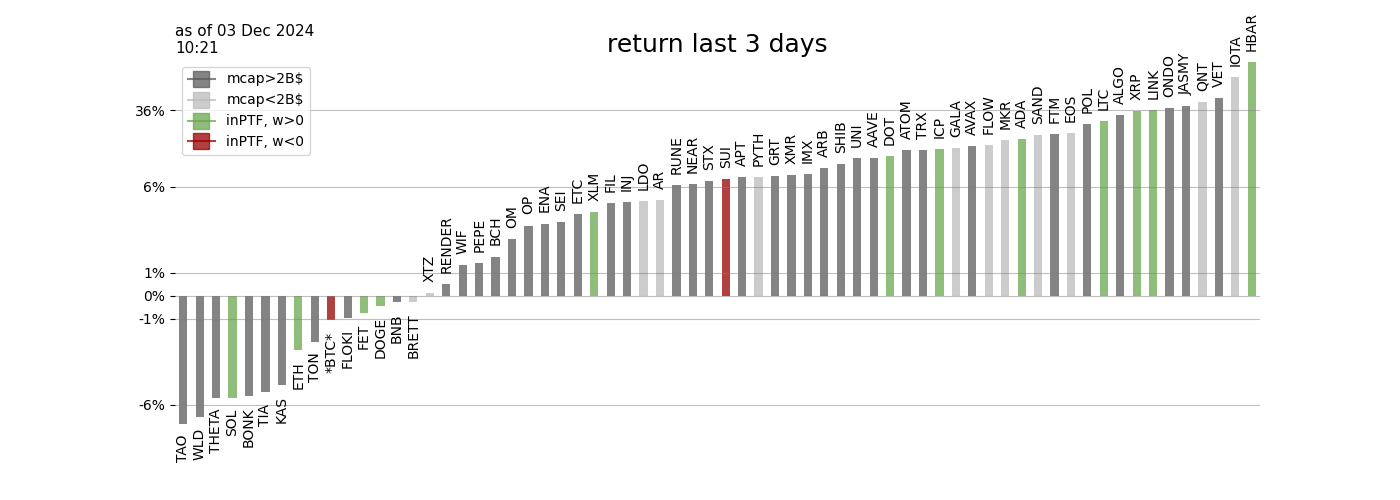 as of 03 Dec 2024
10:21
return last 3 days
mcap>2B$
mcap<2B$
inPTF, w>0
inPTF, w<0
36%
6%
1%
0%
-1%
-6%
TAO
WLD
THETA
SOL
BONK
TIA
KAS
ETH
TON
*BTC*
FLOKI
FET
DOGE
BNB
BRETT
XTZ
RENDER
WIF
PEPE
BCH
OM
OP
ENA
SEI
ETC
XLM
FIL
INJ
LDO
AR
RUNE
NEAR
STX
SUI
APT
PYTH
GRT
XMR
IMX
ARB
SHIB
UNI
AAVE
DOT
ATOM
TRX
ICP
GALA
AVAX
FLOW
MKR
ADA
SAND
FTM
EOS
POL
LTC
ALGO
XRP
LINK
ONDO
JASMY
QNT
VET
IOTA
HBAR